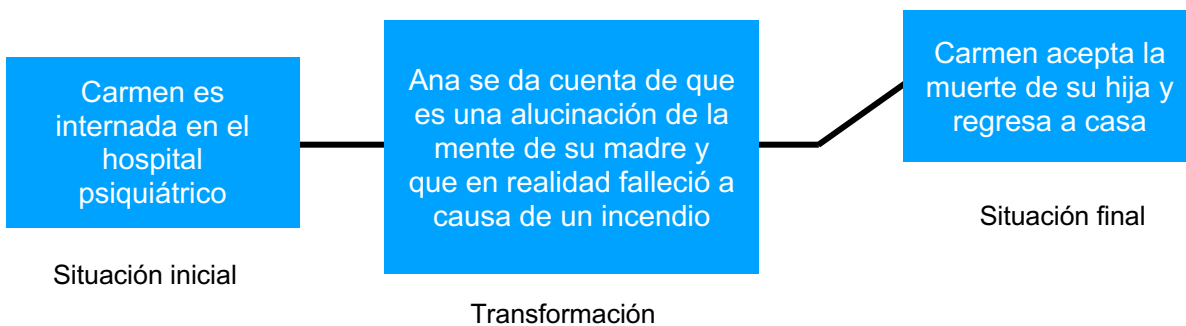 Carmen es
internada en el
hospital
psiquiátrico
Situación inicial
Ana se da cuenta de que
es una alucinación de la
mente de su madre y
que en realidad falleció a
causa de un incendio
Transformación
Carmen acepta la
muerte de su hija y
regresa a casa
Situación final